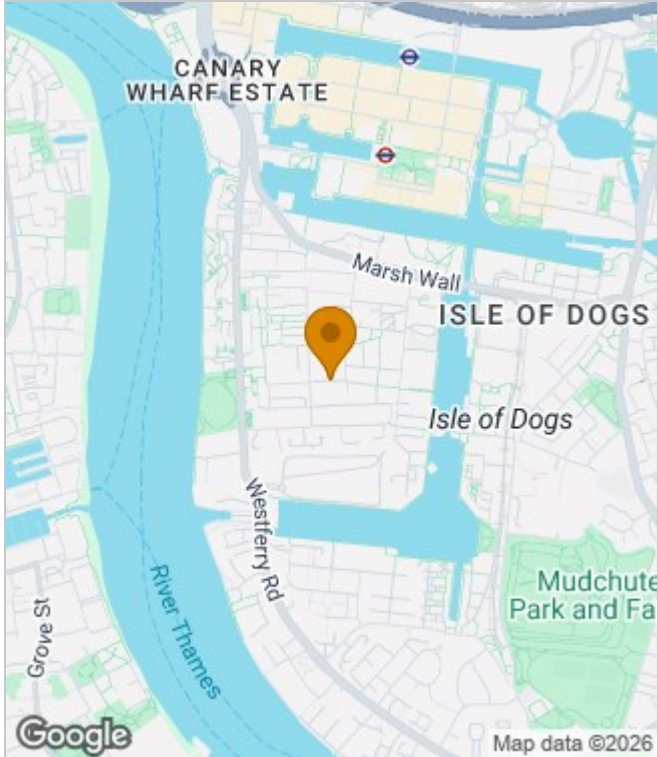 CANARY
WHARF ESTATE
Marsh Wall
ISLE OF DOGS
Isle of Dogs
Westferry Rd
Mudchute
Park and Fa
River Thames
Grove St
Google
Map data ©2026